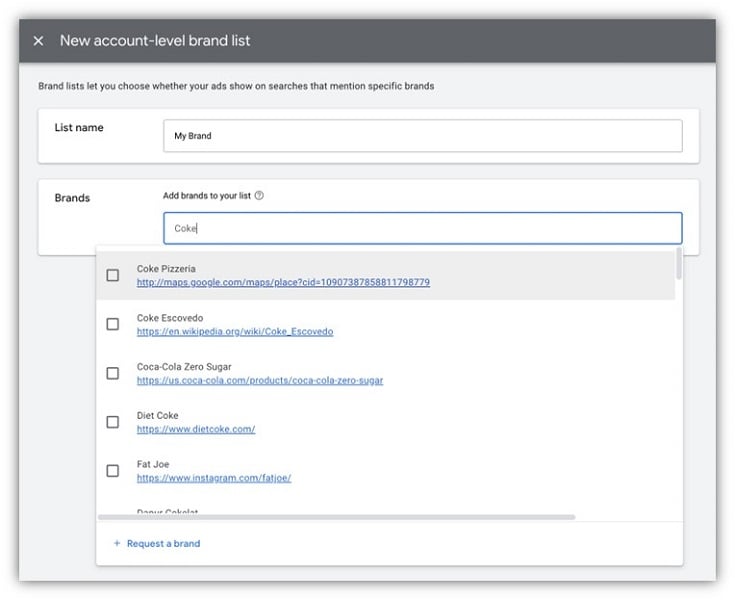 New account-level brand list
Brand lists let you choose whether your ads show on searches that mention specific brands
List name
My Brand
Brands
Add brands to your list
Coke
Coke Pizzeria
http://maps.google.com/maps/place?cid=10907387858811798779
Coke Escovedo
https://en.wikipedia.org/wiki/Coke_Escovedo
Coca-Cola Zero Sugar
https://us.coca-cola.com/products/coca-cola-zero-sugar
Diet Coke
https://www.dietcoke.com/
Fat Joe
https://www.instagram.com/fatjoe/
+ Request a brand